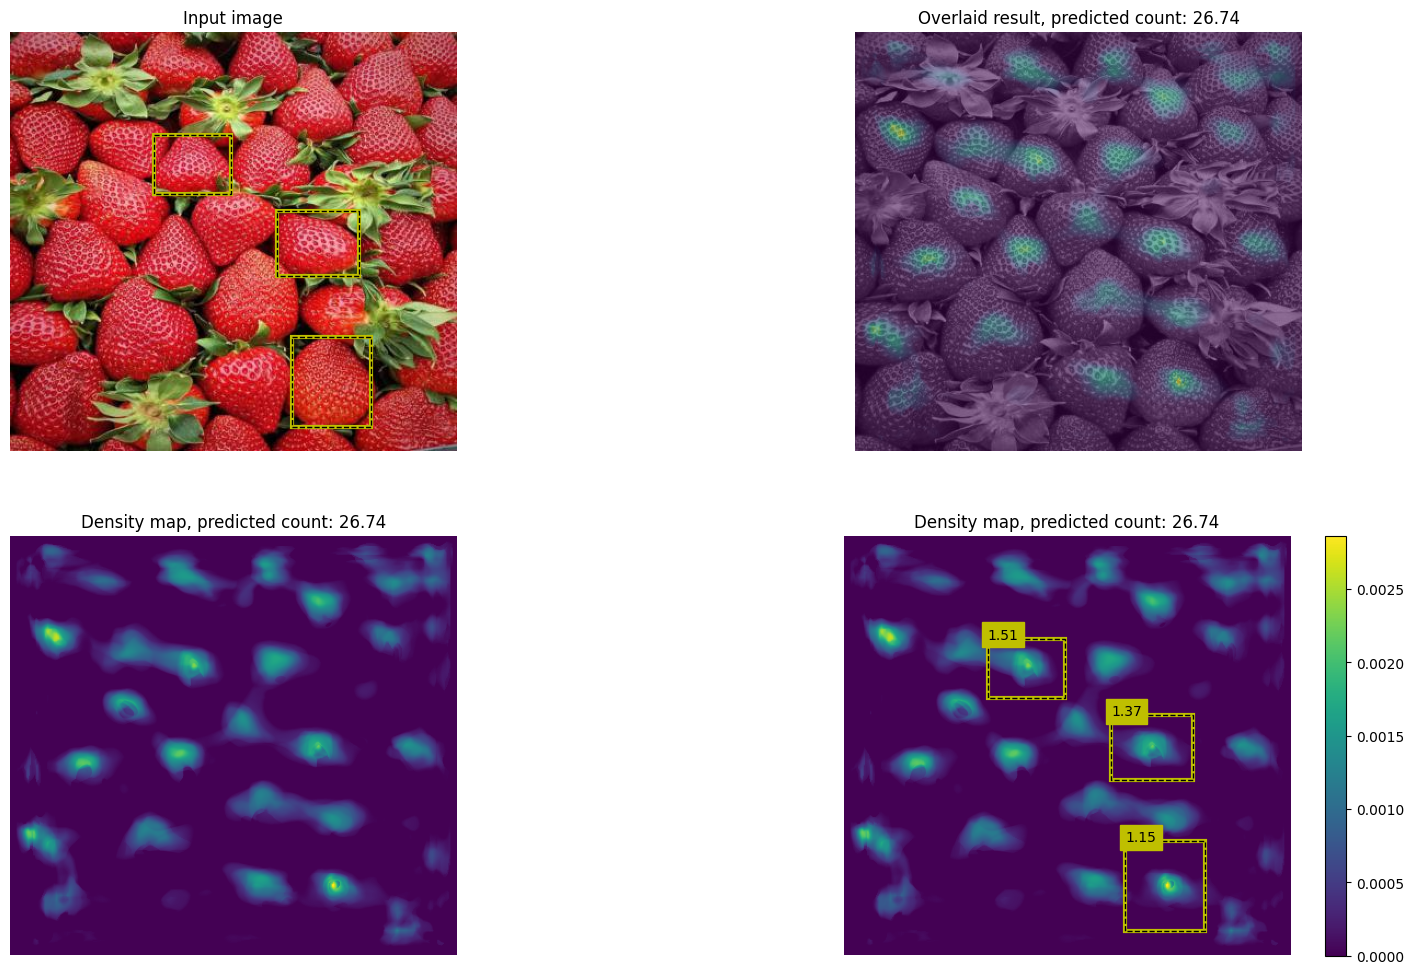 Input image
Overlaid result, predicted count: 26.74
Density map, predicted count: 26.74
Density map, predicted count: 26.74
1.51
1.37
1.15
0.0025
0.0020
0.0015
0.0010
0.0005
0.0000